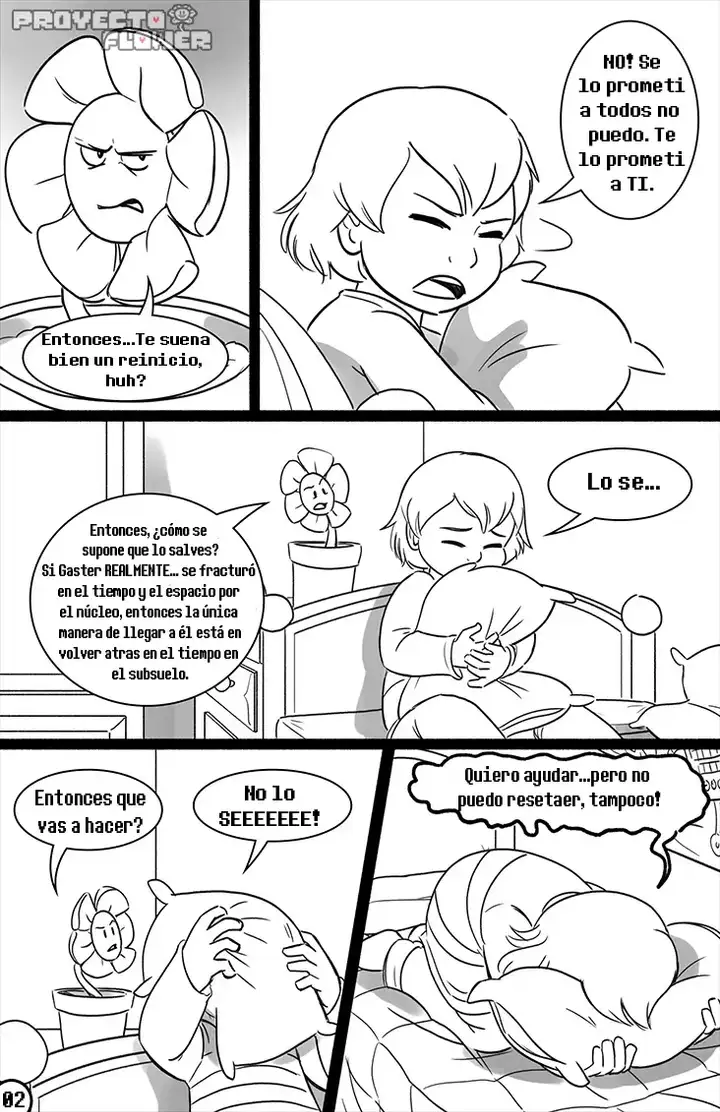 PROYECTO
FLOWER
Entonces...Te suena
bien un reinicio,
huh?
NO! Se
lo prometi
a todos no
puedo. Te
lo prometi
a TI.
Entonces, ¿cómo se
supone que lo salves?
Si Gaster REALMENTE... se fracturó
en el tiempo y el espacio por
el núcleo, entonces la única
manera de llegar a él está en
volver atras en el tiempo en
el subsuelo.
Lo se...
Entonces que
vas a hacer?
No lo
SEEEEEEE!
Quiero ayudar...pero no
puedo resetaer, tampoco!
02